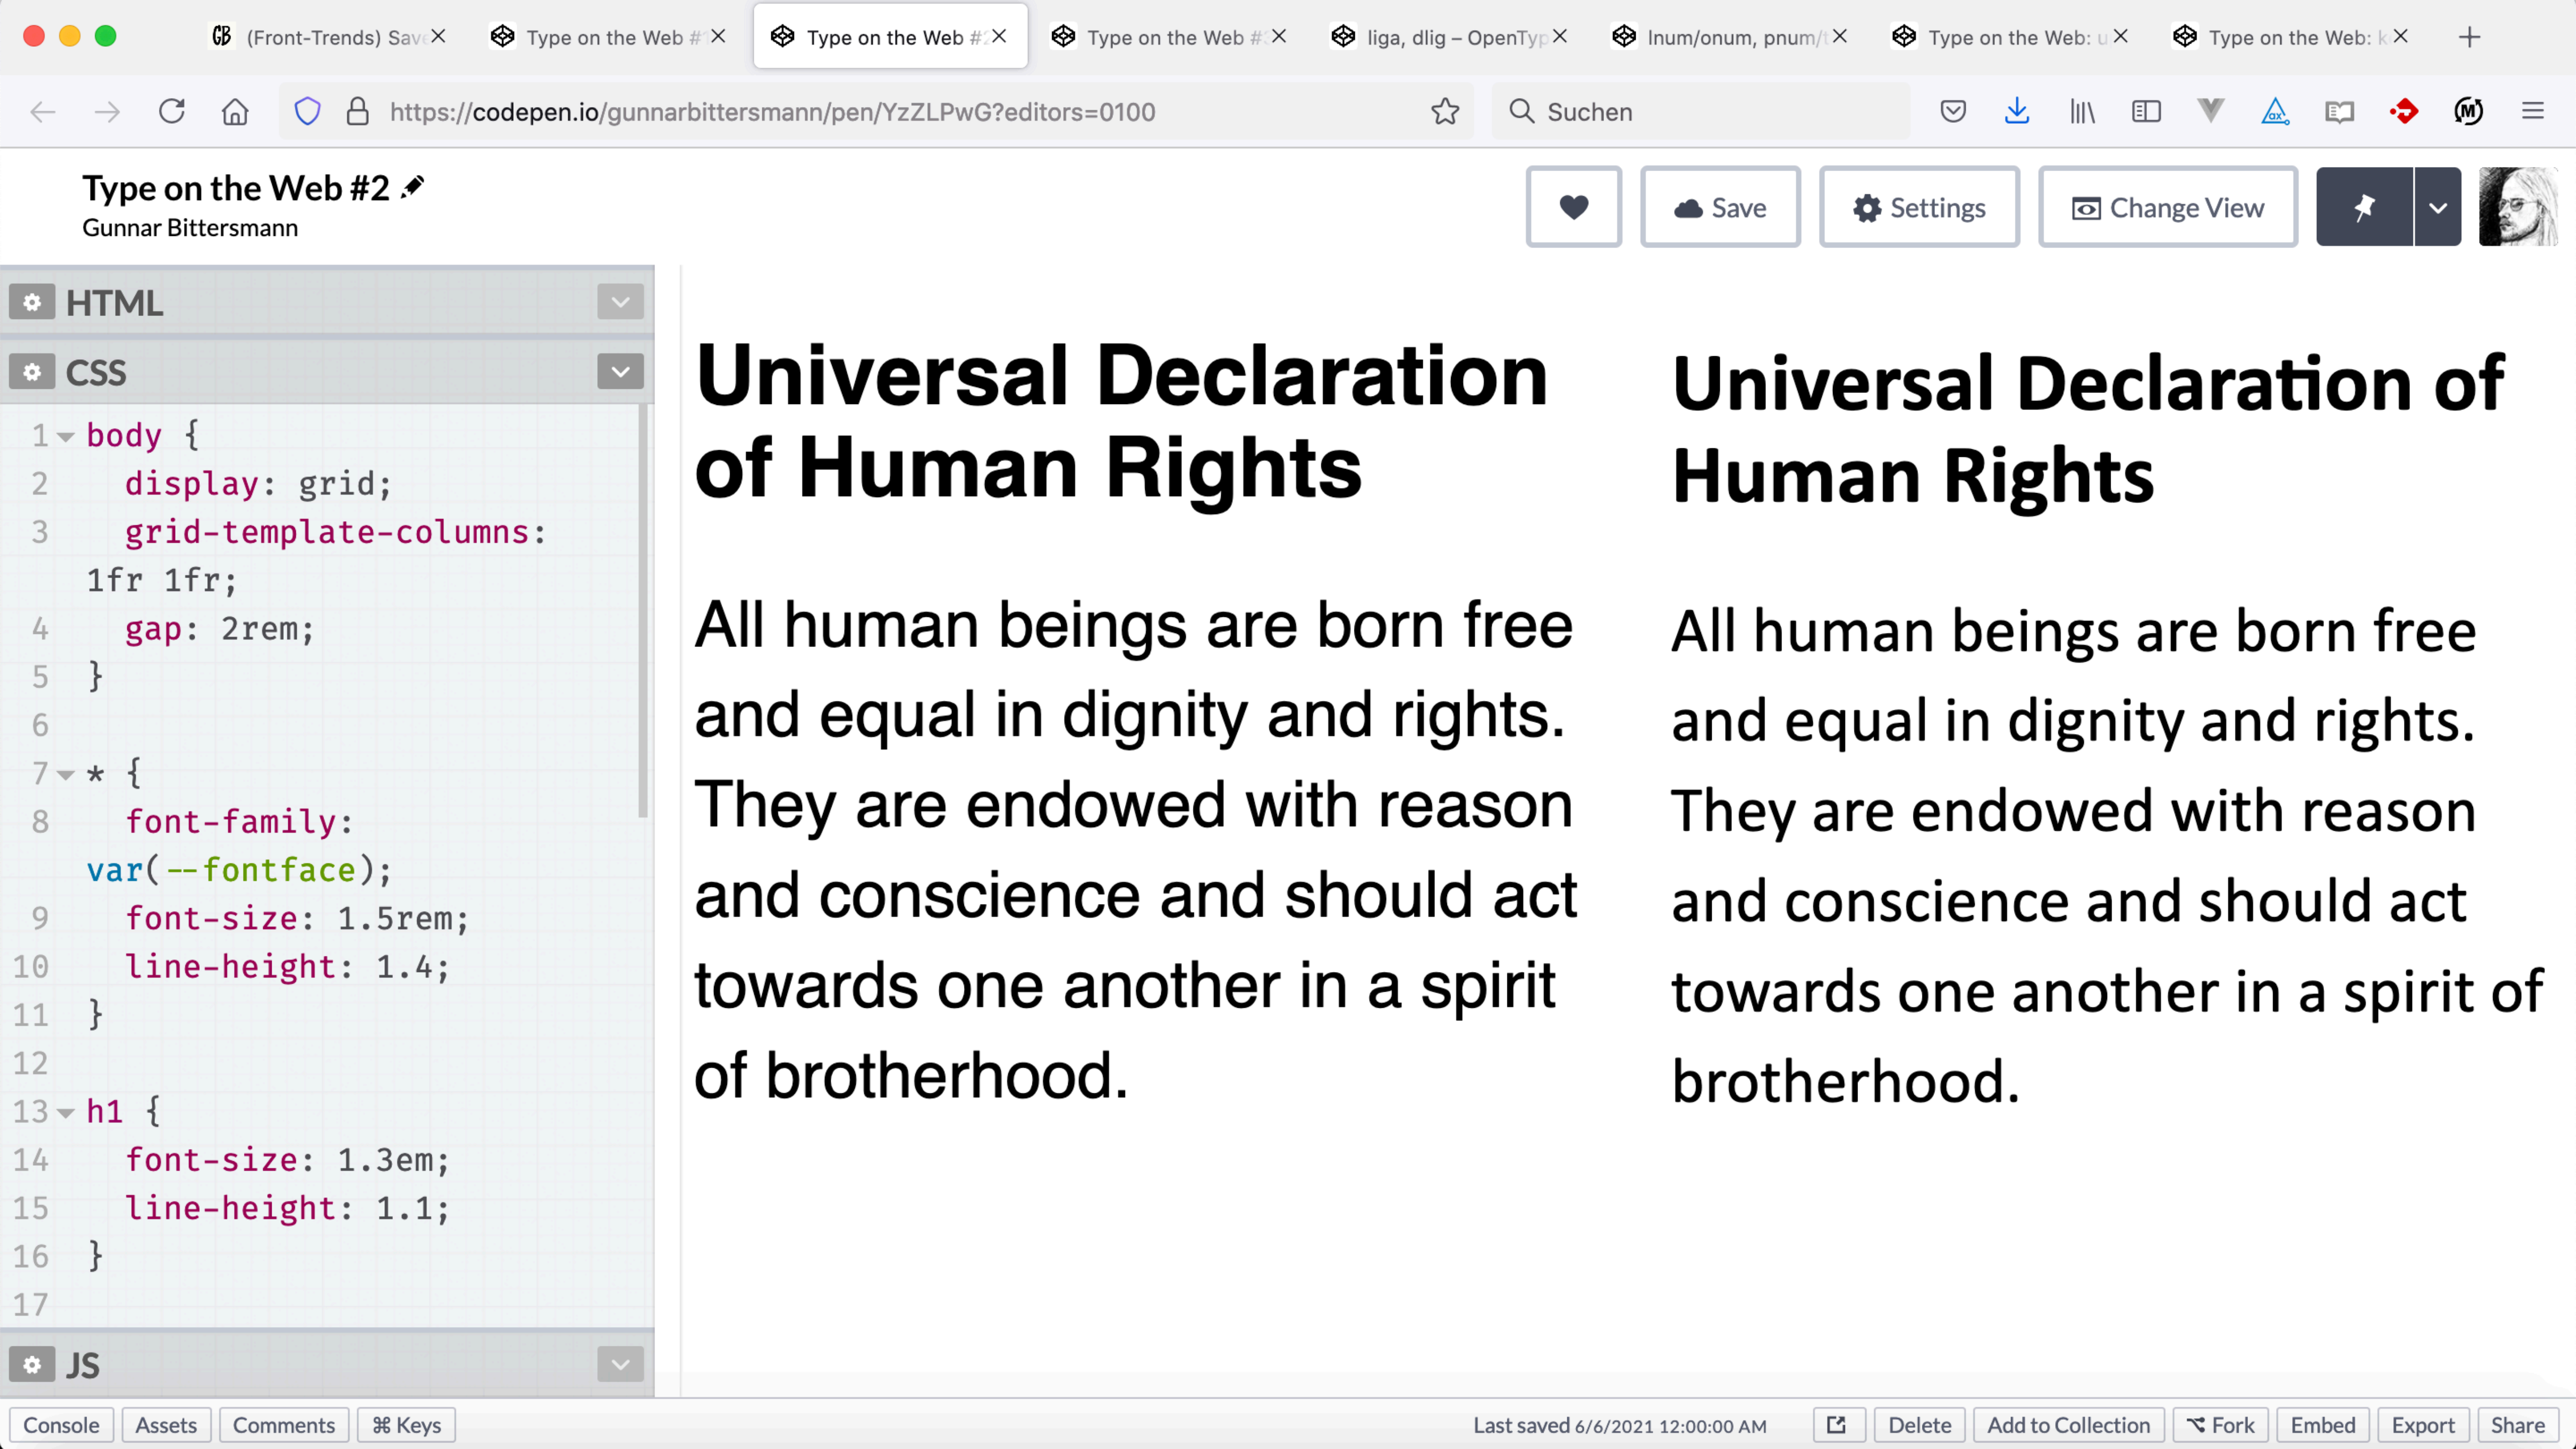 (Front-Trends) Save
Type on the Web #
Type on the Web #2
Type on the Web #
liga, dlig – OpenTyp
lnum/onum, pnum/t
Type on the Web: u
Type on the Web: k
https://codepen.io/gunnarbittersmann/pen/YzZLPwG?editors=0100
Suchen
Type on the Web #2
Gunnar Bittersmann
Save
Settings
Change View
HTML
CSS
1 body {
2 display: grid;
3 grid-template-columns:
1fr 1fr;
4 gap: 2rem;
5 }
6
7 * {
8 font-family:
var(--fontface);
9 font-size: 1.5rem;
10 line-height: 1.4;
11 }
12
13 h1 {
14 font-size: 1.3em;
15 line-height: 1.1;
16 }
17
JS
Universal Declaration
of Human Rights
All human beings are born free
and equal in dignity and rights.
They are endowed with reason
and conscience and should act
towards one another in a spirit
of brotherhood.
Universal Declaration of
Human Rights
All human beings are born free
and equal in dignity and rights.
They are endowed with reason
and conscience and should act
towards one another in a spirit of
brotherhood.
Console Assets Comments ⌘ Keys
Last saved 6/6/2021 12:00:00 AM
Delete Add to Collection Fork Embed Export Share